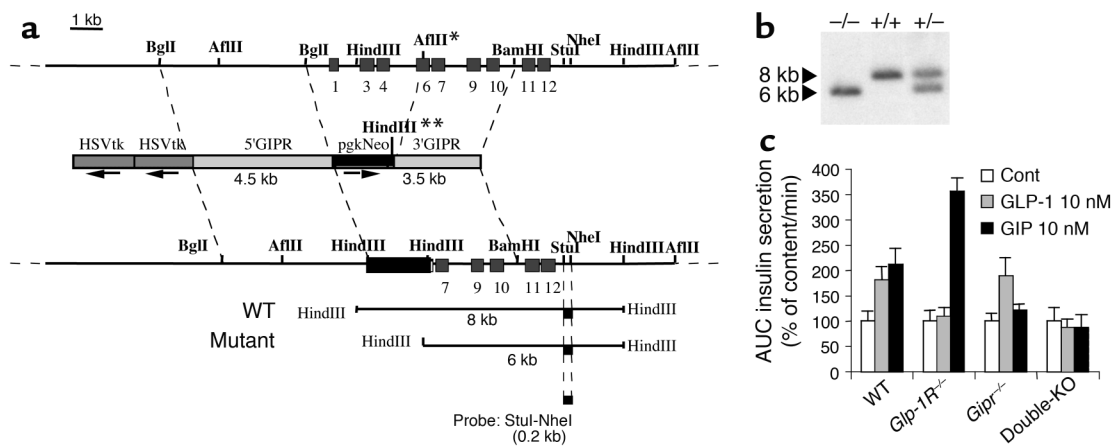 a
1 kb
BglI AflII BglI HindIII AflII* BamHI StuI NheI HindIII AflII
1 3 4 6 7 9 10 11 12
HindIII**
HSVtk HSVtk 5'GIPR pgkNeo 3'GIPR
4.5 kb 3.5 kb
BglI AflII HindIII HindIII BamHI StuI NheI HindIII AflII
7 9 10 11 12
WT HindIII 8 kb HindIII
Mutant HindIII 6 kb HindIII
Probe: StuI-NheI
(0.2 kb)
b
–/– +/+ +/–
8 kb
6 kb
c
AUC insulin secretion
(% of content/min)
400
350
300
250
200
150
100
50
0
Cont
GLP-1 10 nM
GIP 10 nM
WT
Glp-1R–/–
Gipr–/–
Double-KO